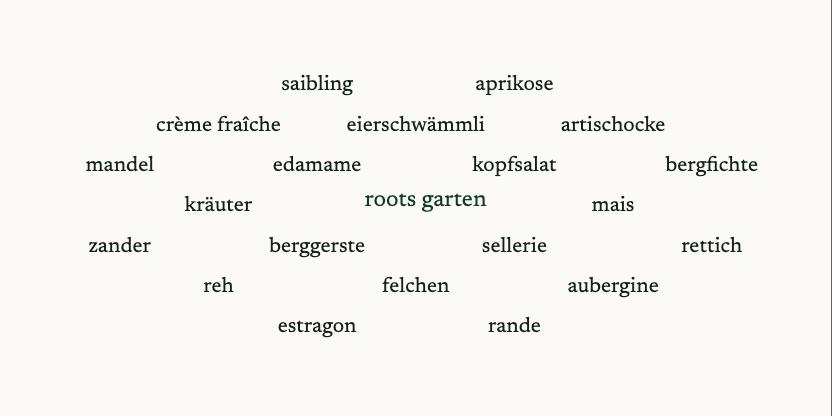 saibling aprikose
crème fraîche eierschwämmli artischocke
mandel edamame kopfsalat bergfichte
kräuter roots garten mais
zander berggerste sellerie rettich
reh felchen aubergine
estragon rande